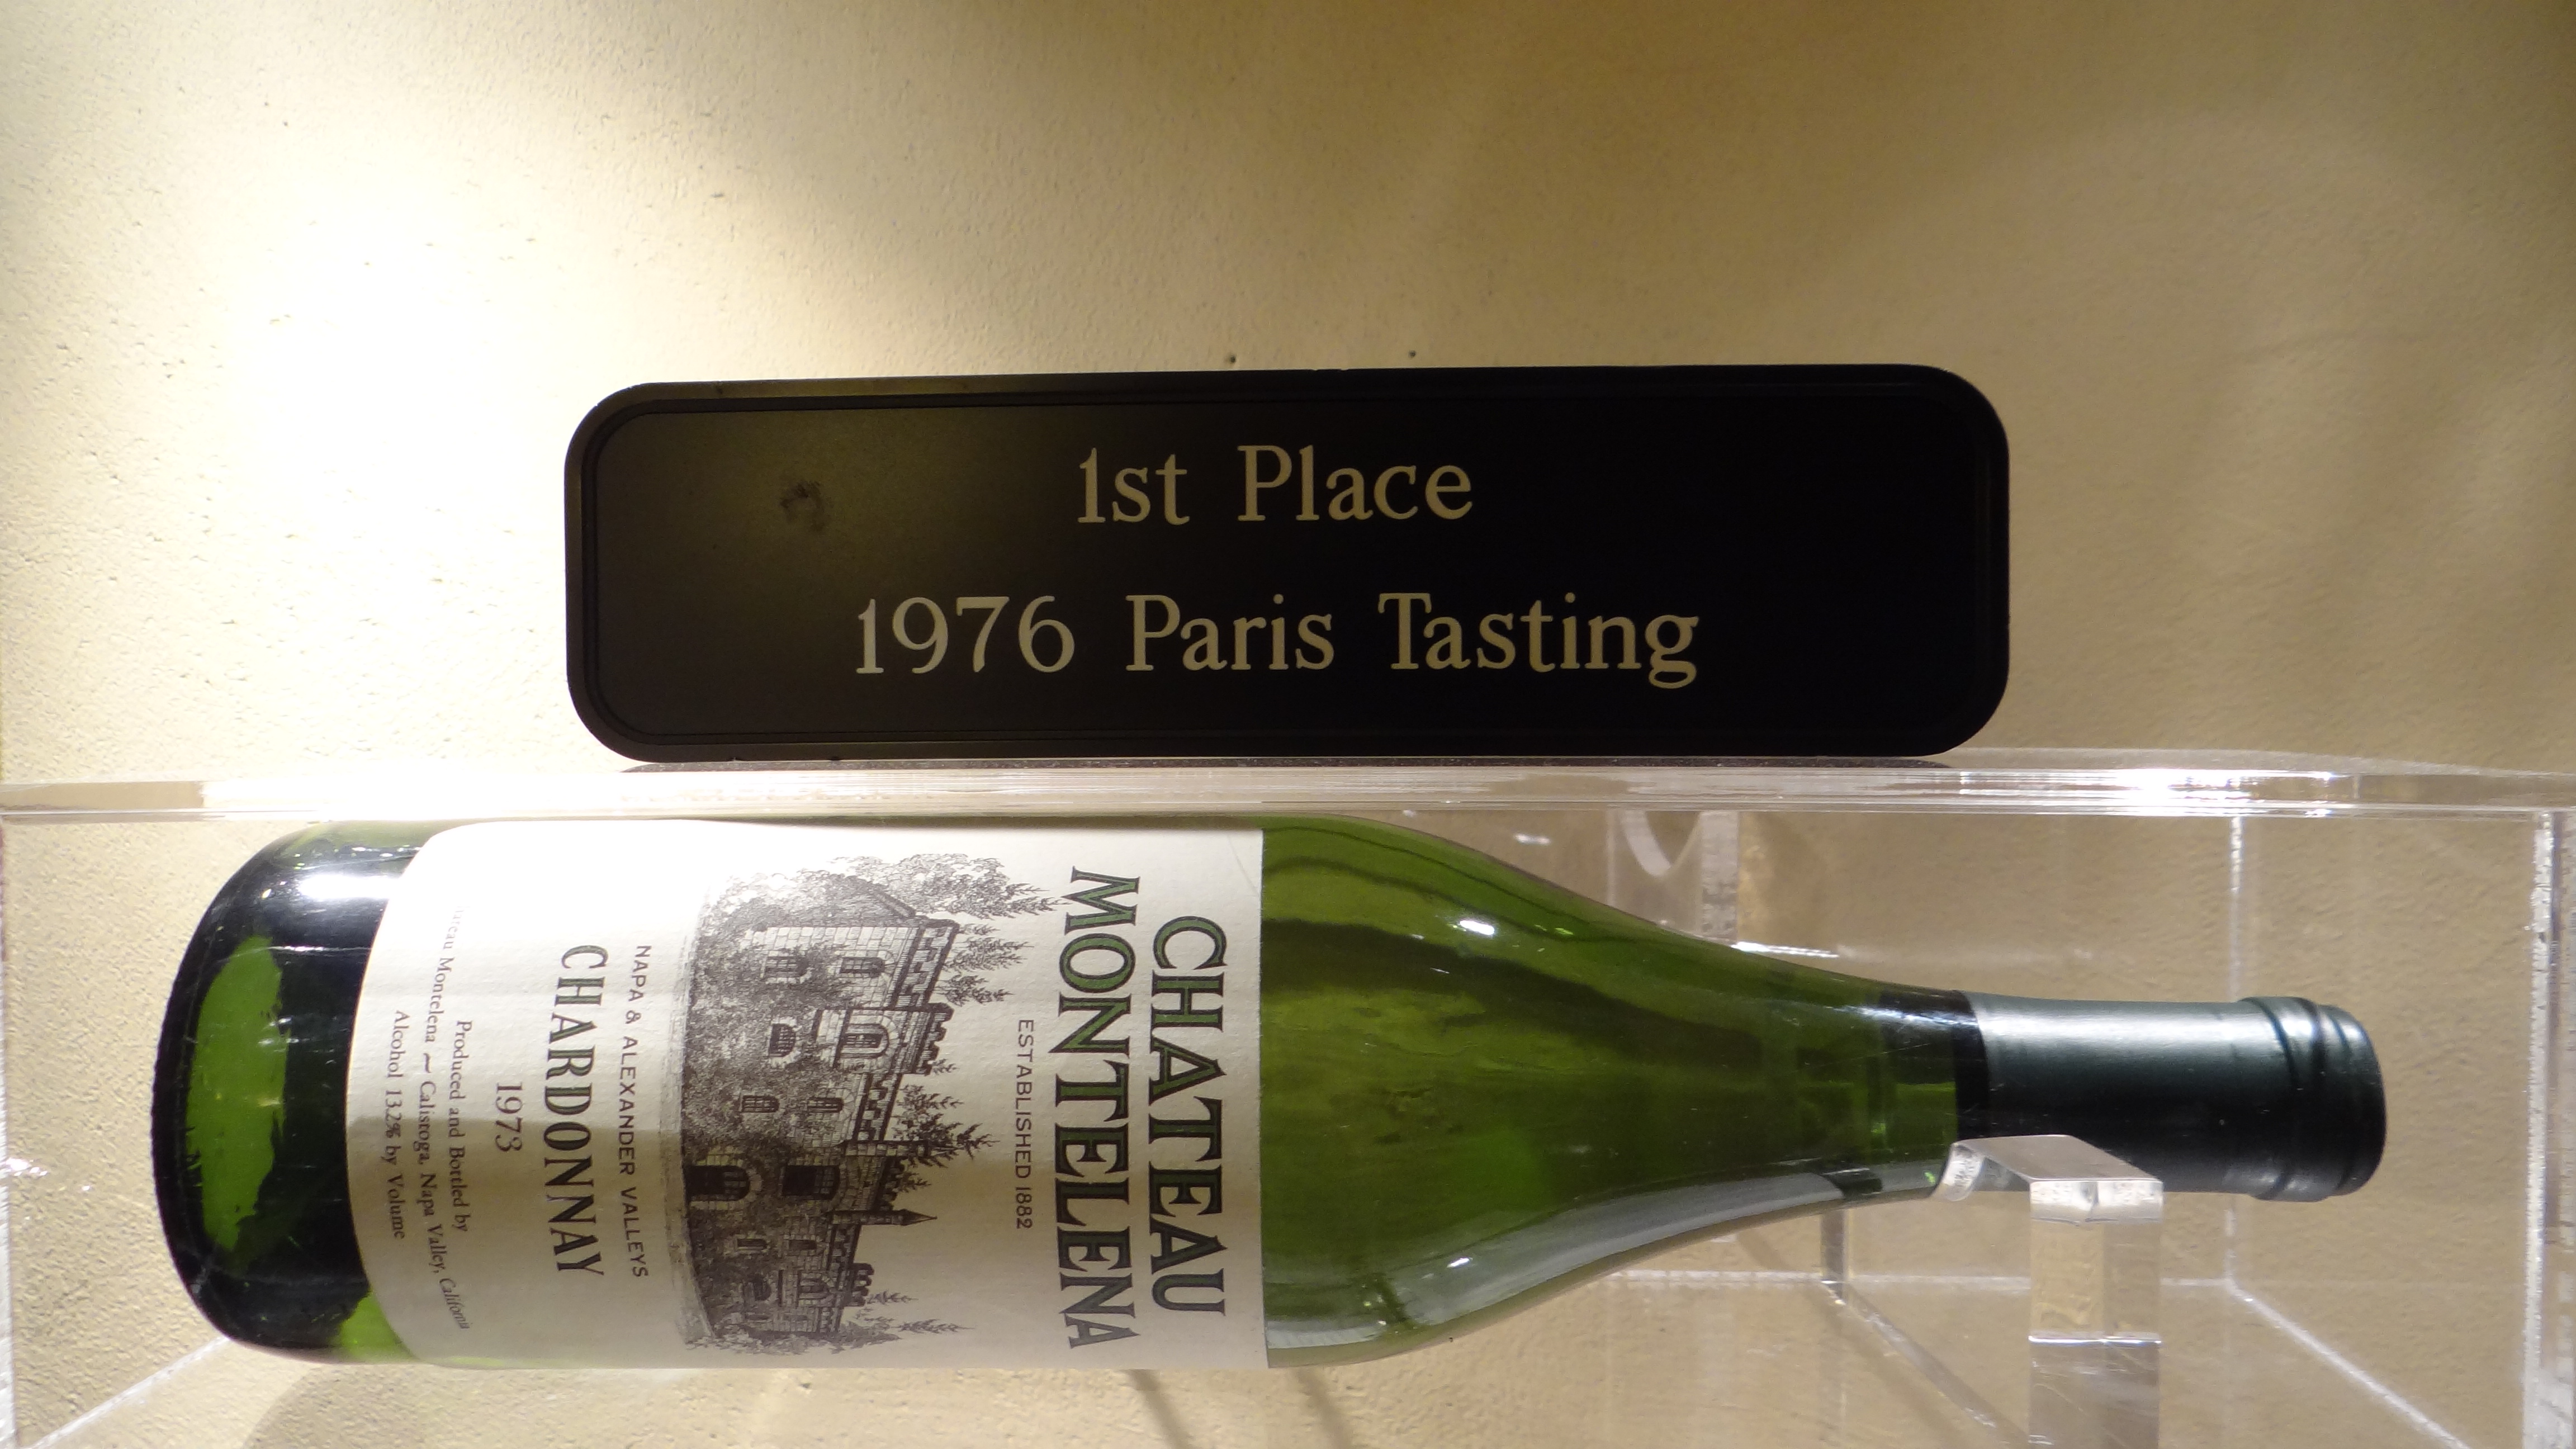 1st Place
1976 Paris Tasting
CHATEAU
MONTELENA
ESTABLISHED 1882
NAPA & ALEXANDER VALLEYS
CHARDONNAY
1973
Produced and Bottled by
Montelena ~ Calistoga, Napa Valley, California
Alcohol 13.2% by Volume